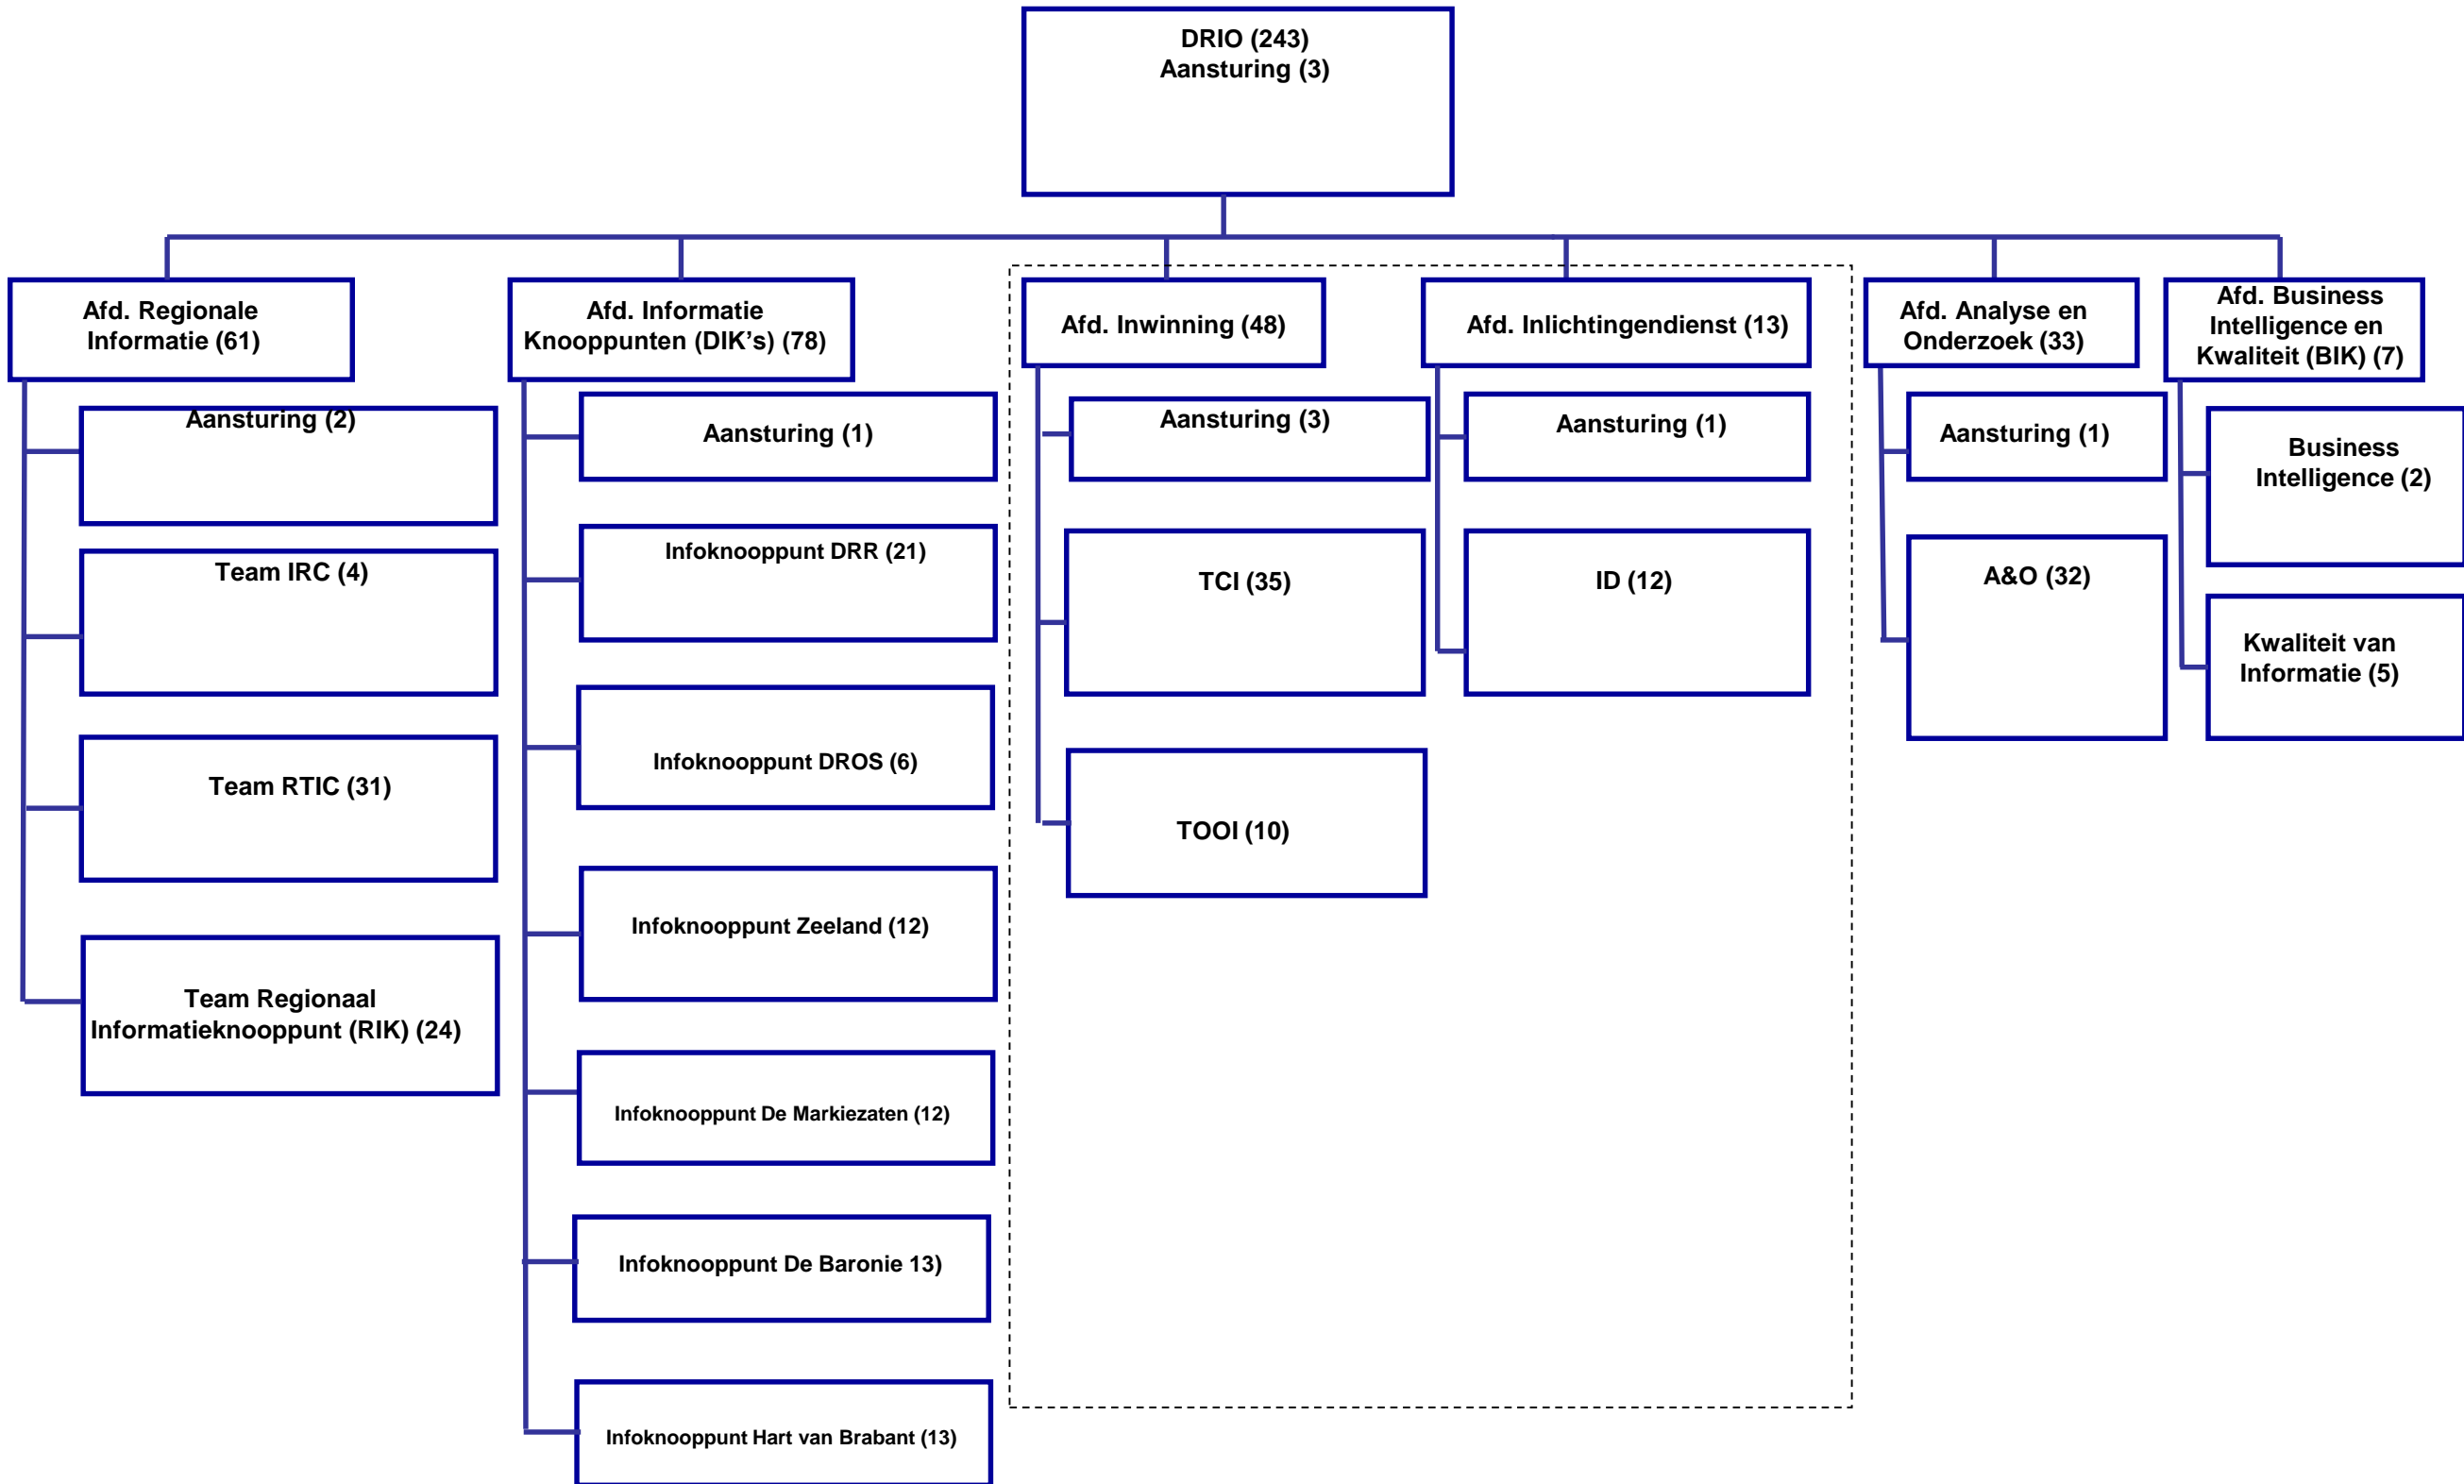 DRIO (243)
Aansturing (3)
Afd. Regionale
Informatie (61)
Aansturing (2)
Team IRC (4)
Team RTIC (31)
Team Regionaal
Informatieknooppunt (RIK) (24)
Afd. Informatie
Knooppunten (DIK's) (78)
Aansturing (1)
Infoknooppunt DRR (21)
Infoknooppunt DROS (6)
Infoknooppunt Zeeland (12)
Infoknooppunt De Markiezaten (12)
Infoknooppunt De Baronie 13)
Infoknooppunt Hart van Brabant (13)
Afd. Inwinning (48)
Aansturing (3)
TCI (35)
TOOI (10)
Afd. Inlichtingendienst (13)
Aansturing (1)
ID (12)
Afd. Analyse en
Onderzoek (33)
Aansturing (1)
A&O (32)
Afd. Business
Intelligence en
Kwaliteit (BIK) (7)
Business
Intelligence (2)
Kwaliteit van
Informatie (5)